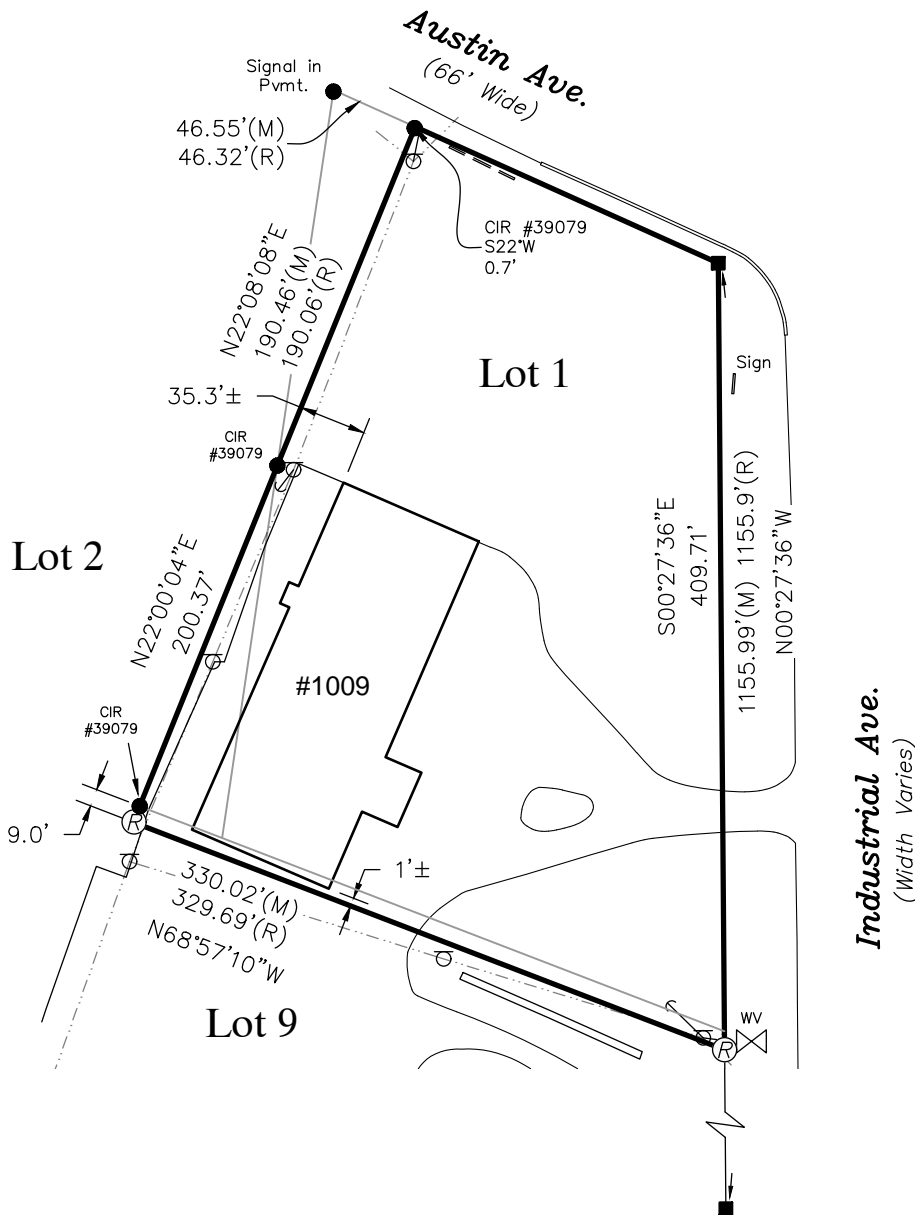 Austin Ave.
(66' Wide)
Signal in
Pvmt.
46.55'(M)
46.32'(R)
CIR #39079
S22°W
0.7'
N22°08'08"E
190.46'(M)
190.06'(R)
Lot 1
Sign
35.3'±
CIR
#39079
S00°27'36"E
409.71'
1155.99'(M) 1155.9'(R)
N00°27'36"W
Lot 2
N22°00'04"E
200.37'
#1009
CIR
#39079
9.0'
R
1'±
330.02'(M)
329.69'(R)
N68°57'10"W
Industrial Ave.
(Width Varies)
Lot 9
WV
R